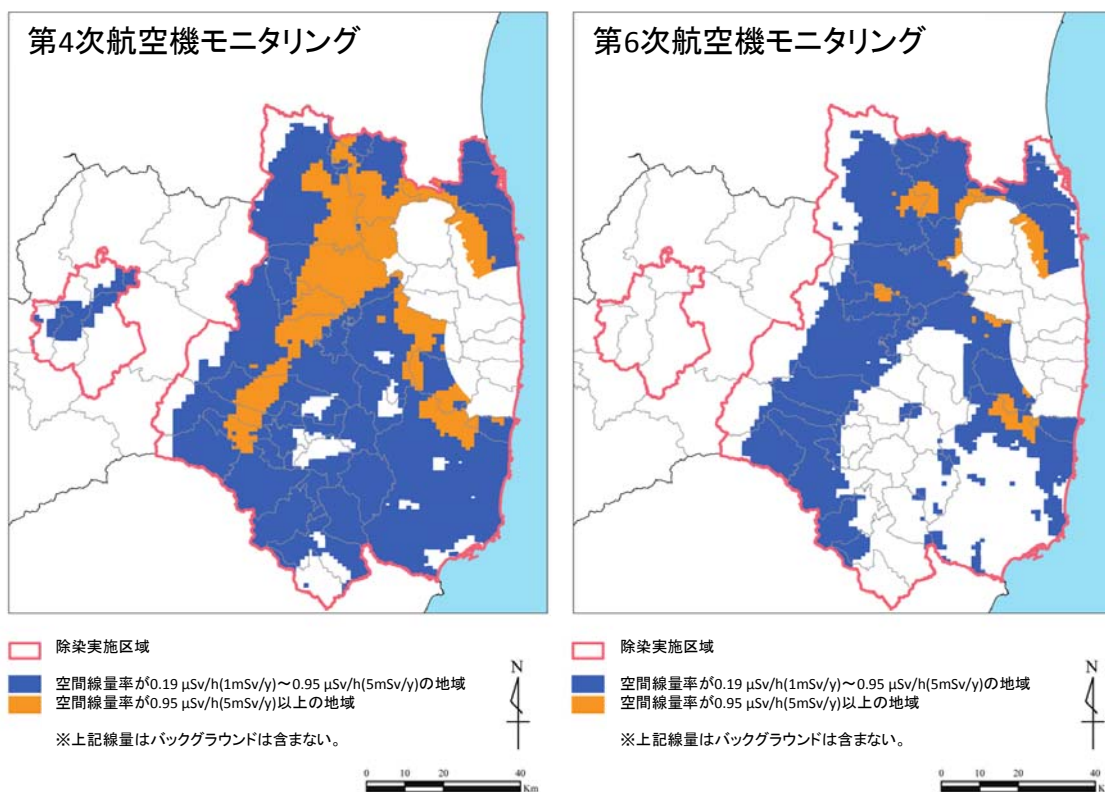 第4次航空機モニタリング
除染実施区域
空間線量率が0.19 μSv/h(1mSv/y)～0.95 μSv/h(5mSv/y)の地域
空間線量率が0.95 μSv/h(5mSv/y)以上の地域
※上記線量はバックグラウンドは含まない。
N
0 10 20 40
Km
第6次航空機モニタリング
除染実施区域
空間線量率が0.19 μSv/h(1mSv/y)～0.95 μSv/h(5mSv/y)の地域
空間線量率が0.95 μSv/h(5mSv/y)以上の地域
※上記線量はバックグラウンドは含まない。
N
0 10 20 40